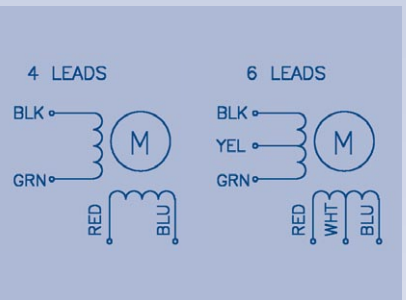 4 LEADS
BLK
M
GRN
RED
BLU
6 LEADS
BLK
YEL
M
GRN
RED
WHT
BLU